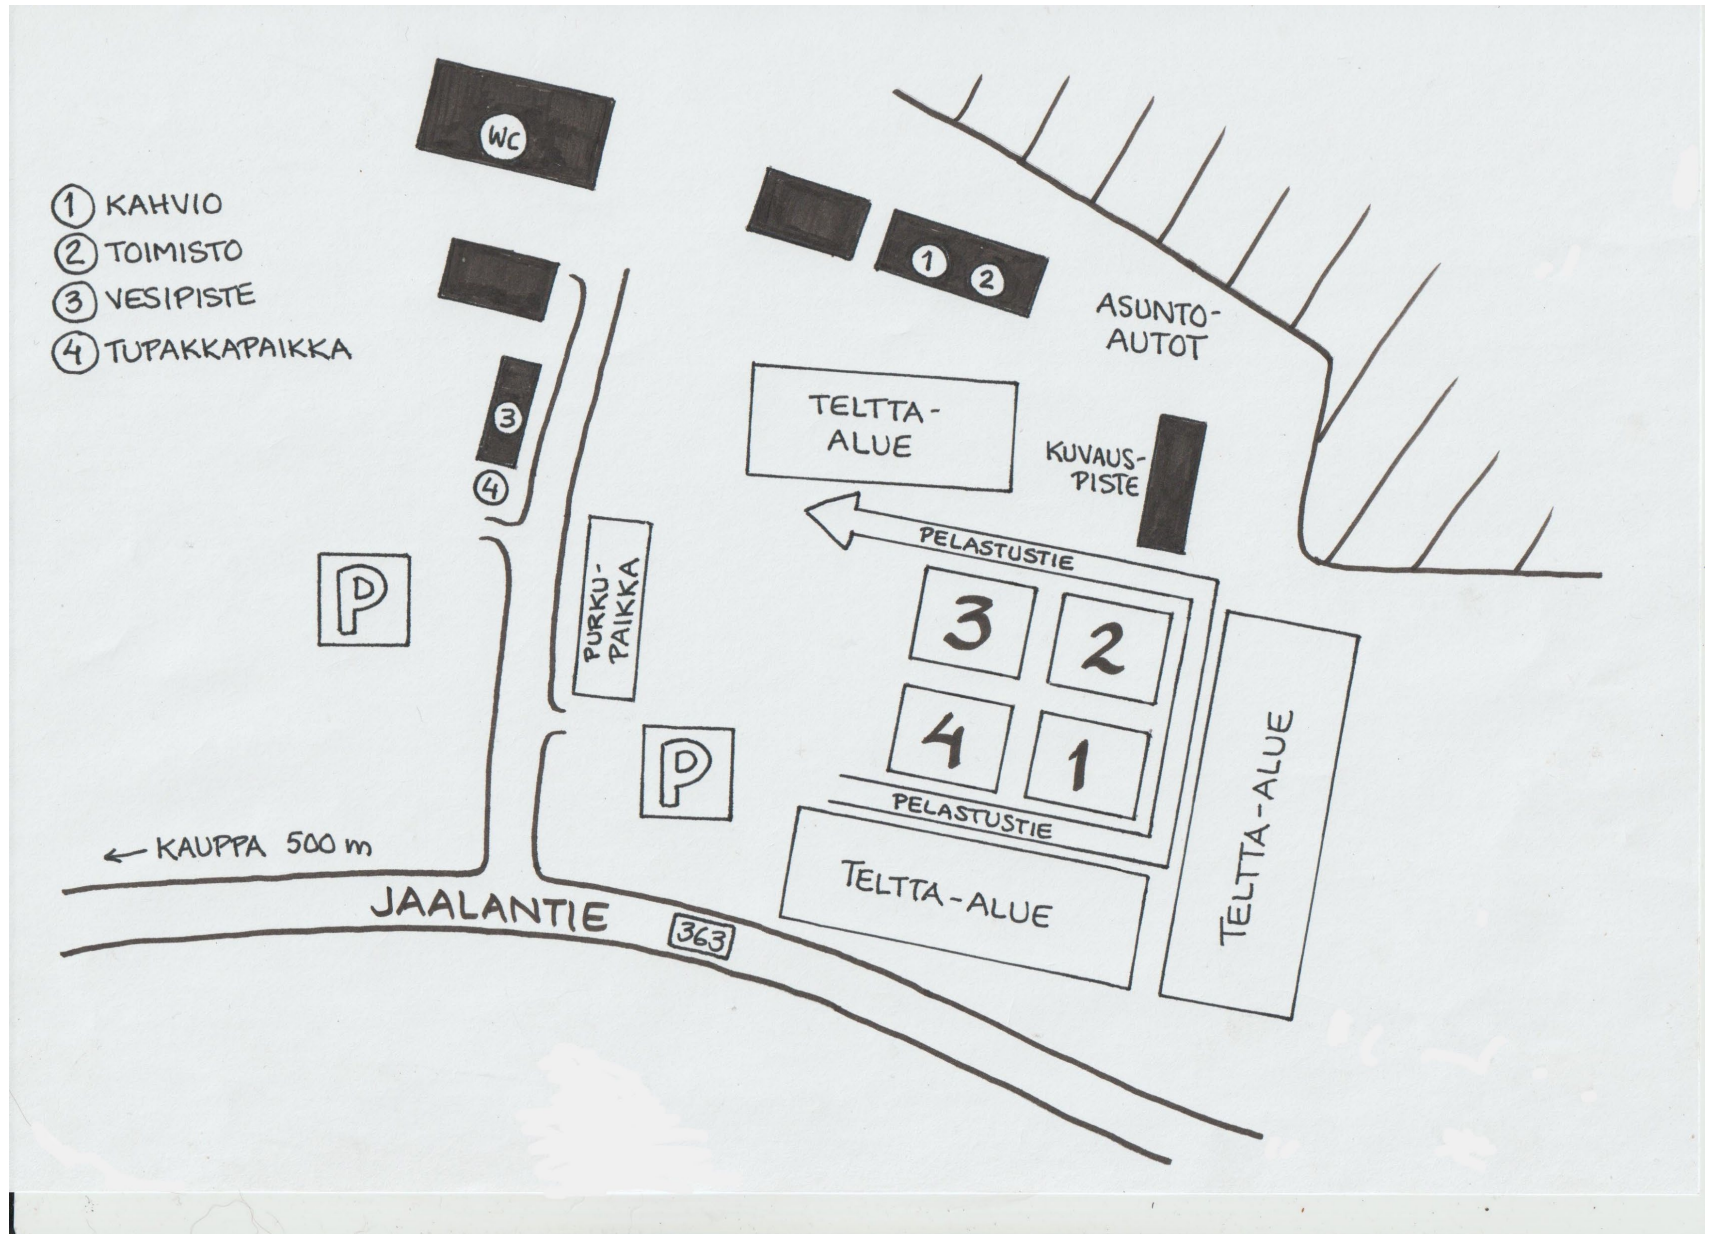 WC
1 KAHVIO
2 TOIMISTO
3 VESIPISTE
4 TUPAKKAPAIKKA
1 2
ASUNTO-
AUTOT
3
4
TELTTA-
ALUE
KUVAUS-
PISTE
PELASTUSTIE
P
PURKU-
PAIKKA
3 2
4 1
P
PELASTUSTIE
TELTTA-ALUE
TELTTA-ALUE
← KAUPPA 500 m
JAALANTIE
363